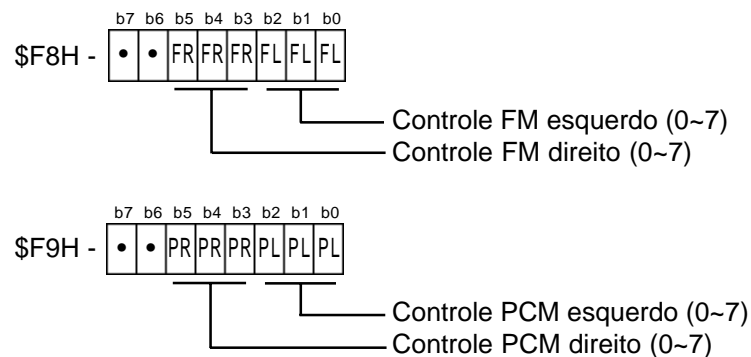 b7 b6 b5 b4 b3 b2 b1 b0
$F8H - • • FR FR FR FL FL FL
Controle FM esquerdo (0~7)
Controle FM direito (0~7)
b7 b6 b5 b4 b3 b2 b1 b0
$F9H - • • PR PR PR PL PL PL
Controle PCM esquerdo (0~7)
Controle PCM direito (0~7)